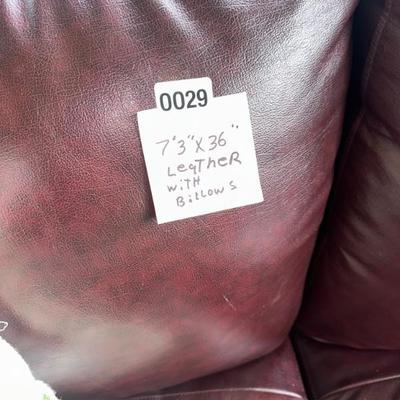 0029
7'3"X36"
LeATHeR
WiTH
BiLLOWS